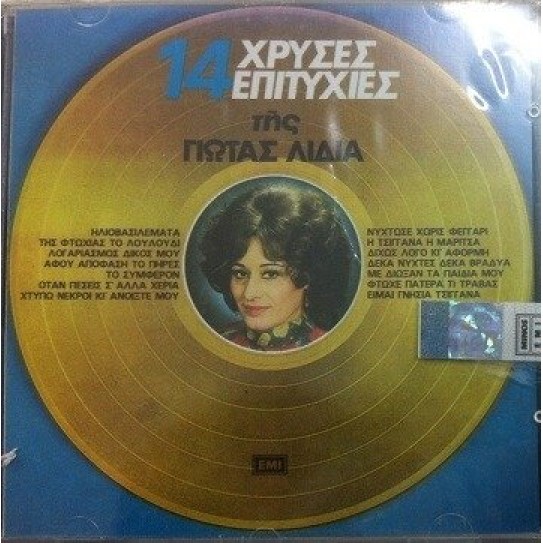 14 ΧΡΥΣΕΣ
ΕΠΙΤΥΧΙΕΣ
τῆς
ΓΙΩΤΑΣ ΛΙΔΙΑ
ΗΛΙΟΒΑΣΙΛΕΜΑΤΑ
ΤΗΣ ΦΤΩΧΙΑΣ ΤΟ ΛΟΥΛΟΥΔΙ
ΛΟΓΑΡΙΑΣΜΟΣ ΔΙΚΟΣ ΜΟΥ
ΑΦΟΥ ΑΠΟΦΑΣΗ ΤΟ ΠΗΡΕΣ
ΤΟ ΣΥΜΦΕΡΟΝ
ΟΤΑΝ ΠΕΣΕΙΣ Σ' ΑΛΛΑ ΧΕΡΙΑ
ΧΤΥΠΩ ΝΕΚΡΟΙ ΚΙ' ΑΝΟΙΞΤΕ ΜΟΥ
ΝΥΧΤΩΣΕ ΧΩΡΙΣ ΦΕΓΓΑΡΙ
Η ΤΣΙΓΓΑΝΑ Η ΜΑΡΙΤΣΑ
ΔΙΧΩΣ ΛΟΓΟ ΚΙ' ΑΦΟΡΜΗ
ΔΕΚΑ ΝΥΧΤΕΣ ΔΕΚΑ ΒΡΑΔΥΑ
ΜΕ ΔΙΩΞΑΝ ΤΑ ΠΑΙΔΙΑ ΜΟΥ
ΦΤΩΧΕ ΠΑΤΕΡΑ ΤΙ ΤΡΑΒΑΣ
ΕΙΜΑΙ ΓΝΗΣΙΑ ΤΣΙΓΓΑΝΑ
EMI
MINOS
EMI